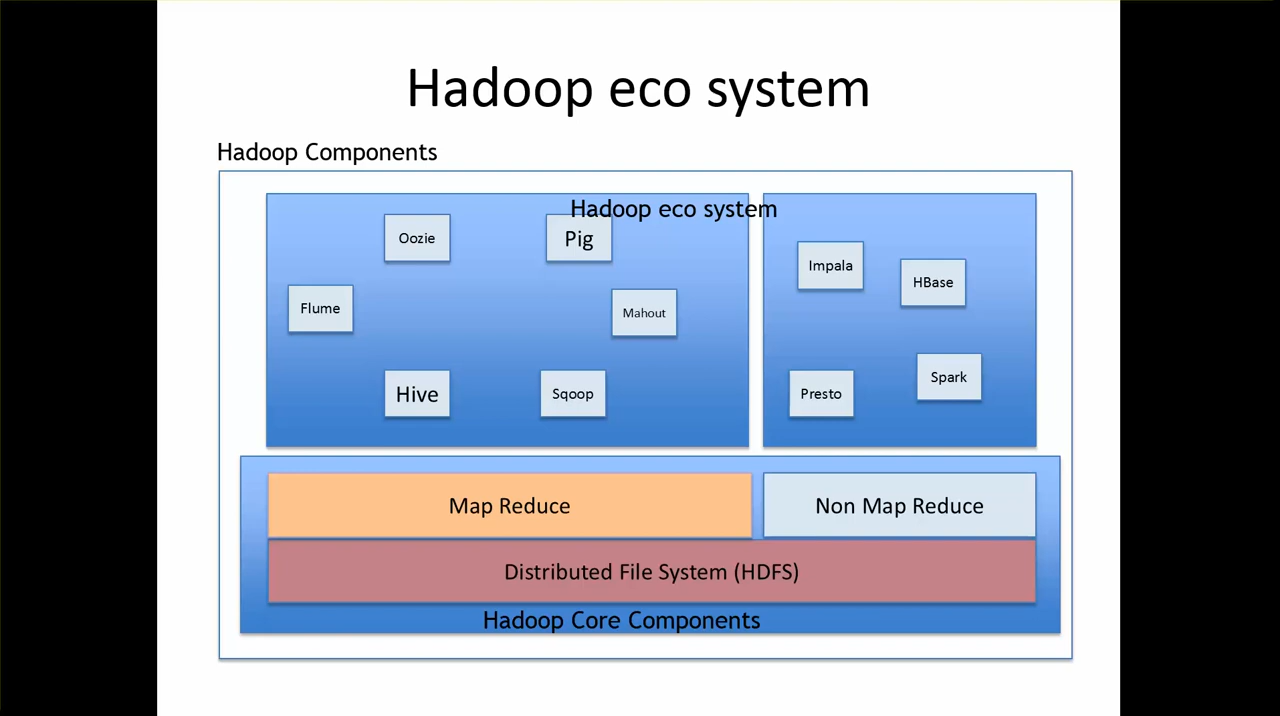 Hadoop eco system
Hadoop Components
Hadoop eco system
Oozie
Pig
Flume
Mahout
Hive
Sqoop
Impala
HBase
Presto
Spark
Map Reduce
Non Map Reduce
Distributed File System (HDFS)
Hadoop Core Components